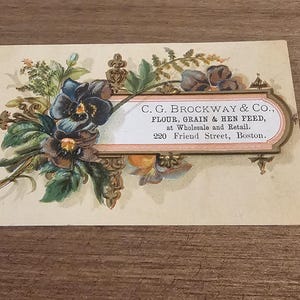 C. G. BROCKWAY & CO.,
FLOUR, GRAIN & HEN FEED,
at Wholesale and Retail.
220 Friend Street, Boston.